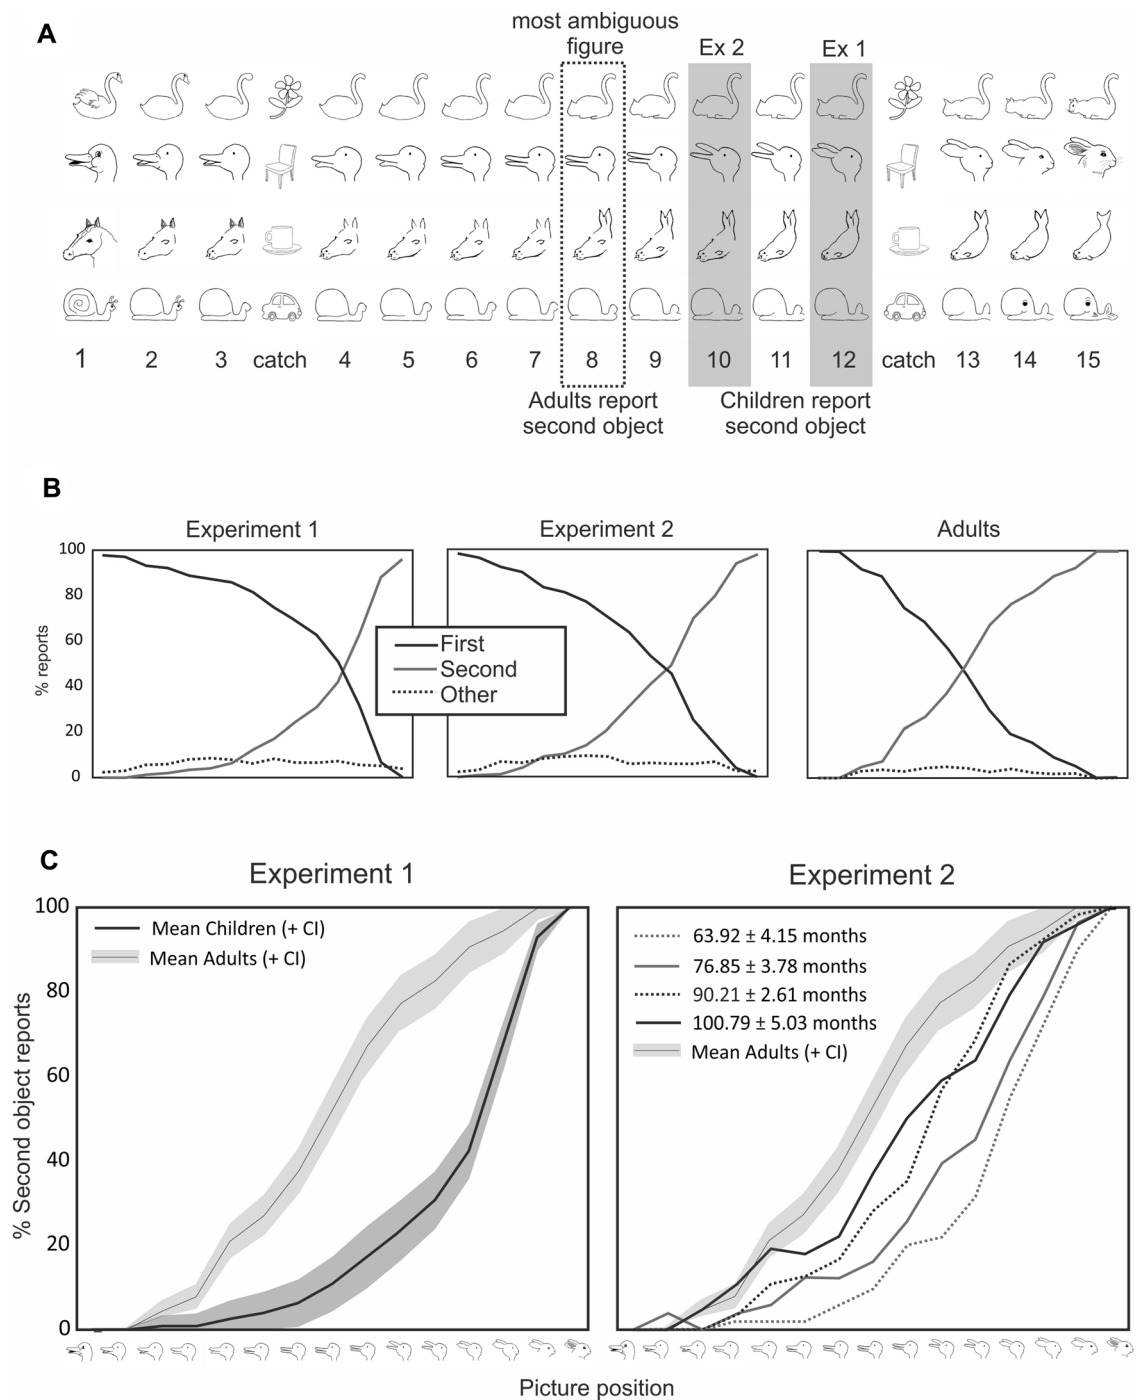 A
most ambiguous
figure
Ex 2
Ex 1
1 2 3 catch 4 5 6 7 8 9 10 11 12 catch 13 14 15
Adults report
second object
Children report
second object
B
Experiment 1
Experiment 2
Adults
% reports
100
80
60
40
20
0
First
Second
Other
C
Experiment 1
Experiment 2
% Second object reports
100
80
60
40
20
0
Mean Children (+ CI)
Mean Adults (+ CI)
63.92 ± 4.15 months
76.85 ± 3.78 months
90.21 ± 2.61 months
100.79 ± 5.03 months
Mean Adults (+ CI)
Picture position